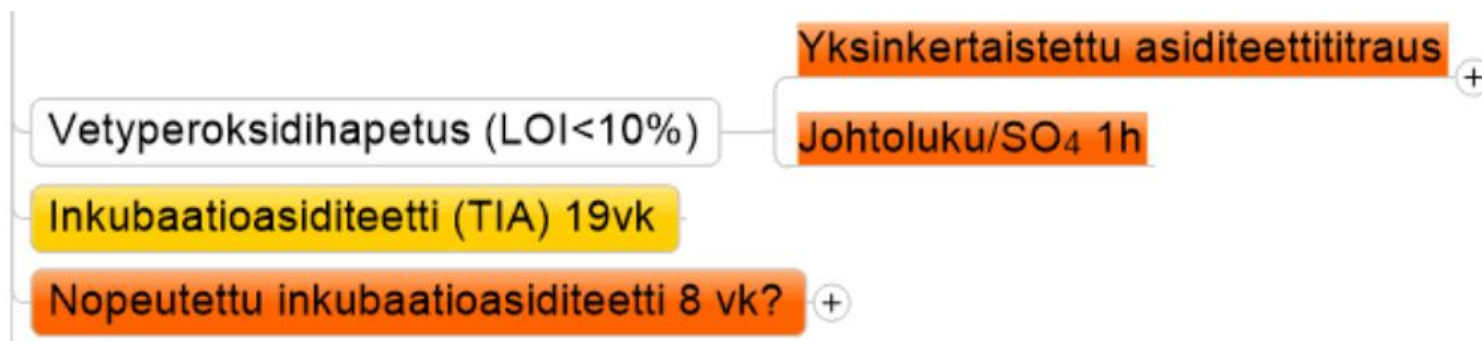 Yksinkertaistettu asiditeettititraus
Vetyperoksidihapetus (LOI<10%)
Johtoluku/SO₄ 1h
Inkubaatioasiditeetti (TIA) 19vk
Nopeutettu inkubaatioasiditeetti 8 vk?